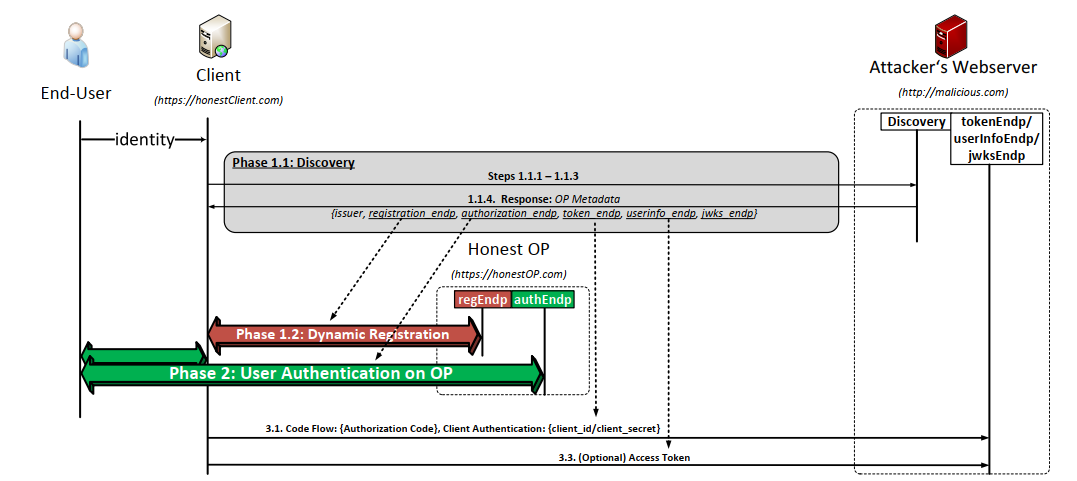 End-User
Client
(https://honestClient.com)
Attacker's Webserver
(http://malicious.com)
identity
Discovery
tokenEndp/
userInfoEndp/
jwksEndp
Phase 1.1: Discovery
Steps 1.1.1 – 1.1.3
1.1.4. Response: OP Metadata
{issuer, registration_endp, authorization_endp, token_endp, userinfo_endp, jwks_endp}
Honest OP
(https://honestOP.com)
regEndp authEndp
Phase 1.2: Dynamic Registration
Phase 2: User Authentication on OP
3.1. Code Flow: {Authorization Code}, Client Authentication: {client_id/client_secret}
3.3. (Optional) Access Token